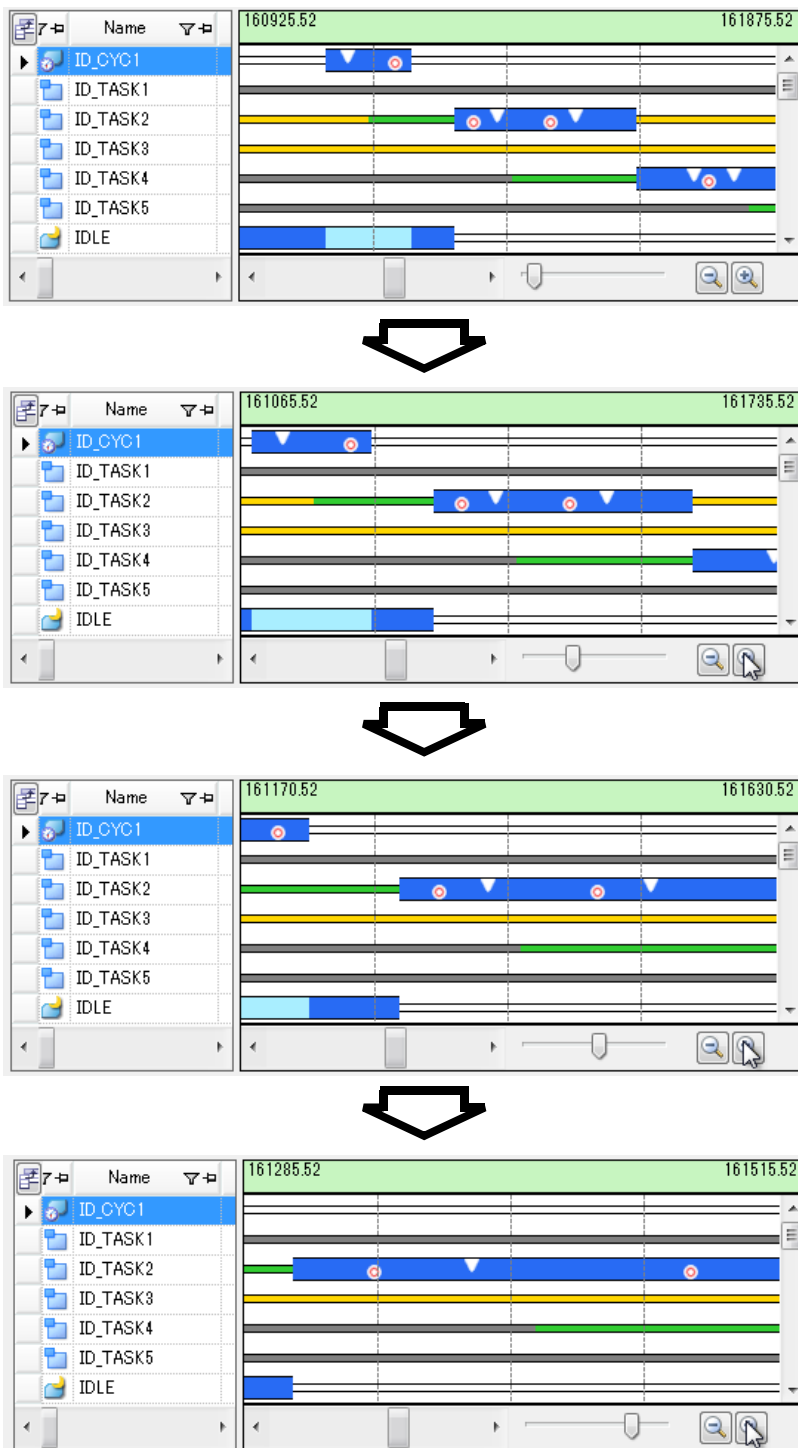 Name 160925.52 161875.52
ID_CYC1
ID_TASK1
ID_TASK2
ID_TASK3
ID_TASK4
ID_TASK5
IDLE
Name 161065.52 161735.52
ID_CYC1
ID_TASK1
ID_TASK2
ID_TASK3
ID_TASK4
ID_TASK5
IDLE
Name 161170.52 161630.52
ID_CYC1
ID_TASK1
ID_TASK2
ID_TASK3
ID_TASK4
ID_TASK5
IDLE
Name 161285.52 161515.52
ID_CYC1
ID_TASK1
ID_TASK2
ID_TASK3
ID_TASK4
ID_TASK5
IDLE